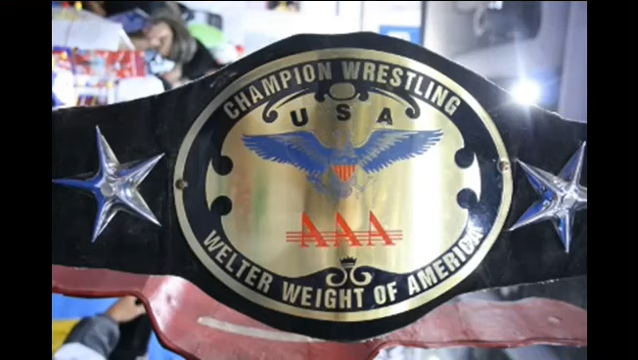 CHAMPION WRESTLING
USA
AAA
WELTER WEIGHT OF AMERICA